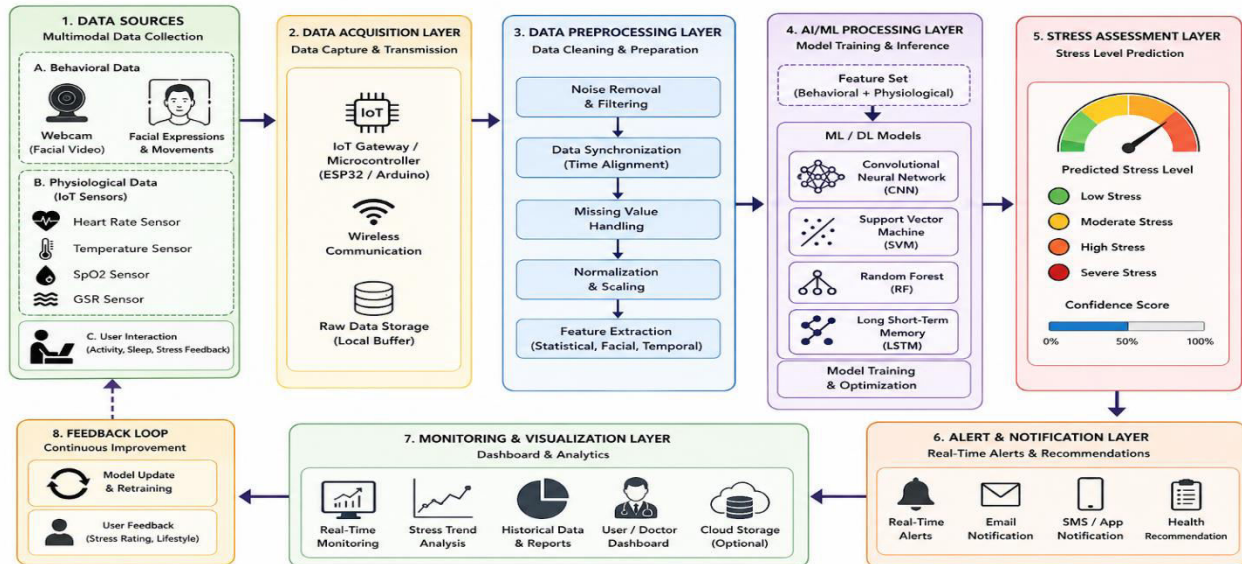 1. DATA SOURCES
Multimodal Data Collection
A. Behavioral Data
Webcam
(Facial Video)
Facial Expressions
& Movements
B. Physiological Data
(IoT Sensors)
Heart Rate Sensor
Temperature Sensor
SpO2 Sensor
GSR Sensor
C. User Interaction
(Activity, Sleep, Stress Feedback)
2. DATA ACQUISITION LAYER
Data Capture & Transmission
IoT
IoT Gateway /
Microcontroller
(ESP32 / Arduino)
Wireless
Communication
Raw Data Storage
(Local Buffer)
3. DATA PREPROCESSING LAYER
Data Cleaning & Preparation
Noise Removal
& Filtering
Data Synchronization
(Time Alignment)
Missing Value
Handling
Normalization
& Scaling
Feature Extraction
(Statistical, Facial, Temporal)
4. AI/ML PROCESSING LAYER
Model Training & Inference
Feature Set
(Behavioral + Physiological)
ML / DL Models
Convolutional
Neural Network
(CNN)
Support Vector
Machine
(SVM)
Random Forest
(RF)
Long Short-Term
Memory
(LSTM)
Model Training
& Optimization
5. STRESS ASSESSMENT LAYER
Stress Level Prediction
Predicted Stress Level
Low Stress
Moderate Stress
High Stress
Severe Stress
Confidence Score
0% 50% 100%
6. ALERT & NOTIFICATION LAYER
Real-Time Alerts & Recommendations
Real-Time
Alerts
Email
Notification
SMS / App
Notification
Health
Recommendation
7. MONITORING & VISUALIZATION LAYER
Dashboard & Analytics
Real-Time
Monitoring
Stress Trend
Analysis
Historical Data
& Reports
User / Doctor
Dashboard
Cloud Storage
(Optional)
8. FEEDBACK LOOP
Continuous Improvement
Model Update
& Retraining
User Feedback
(Stress Rating, Lifestyle)